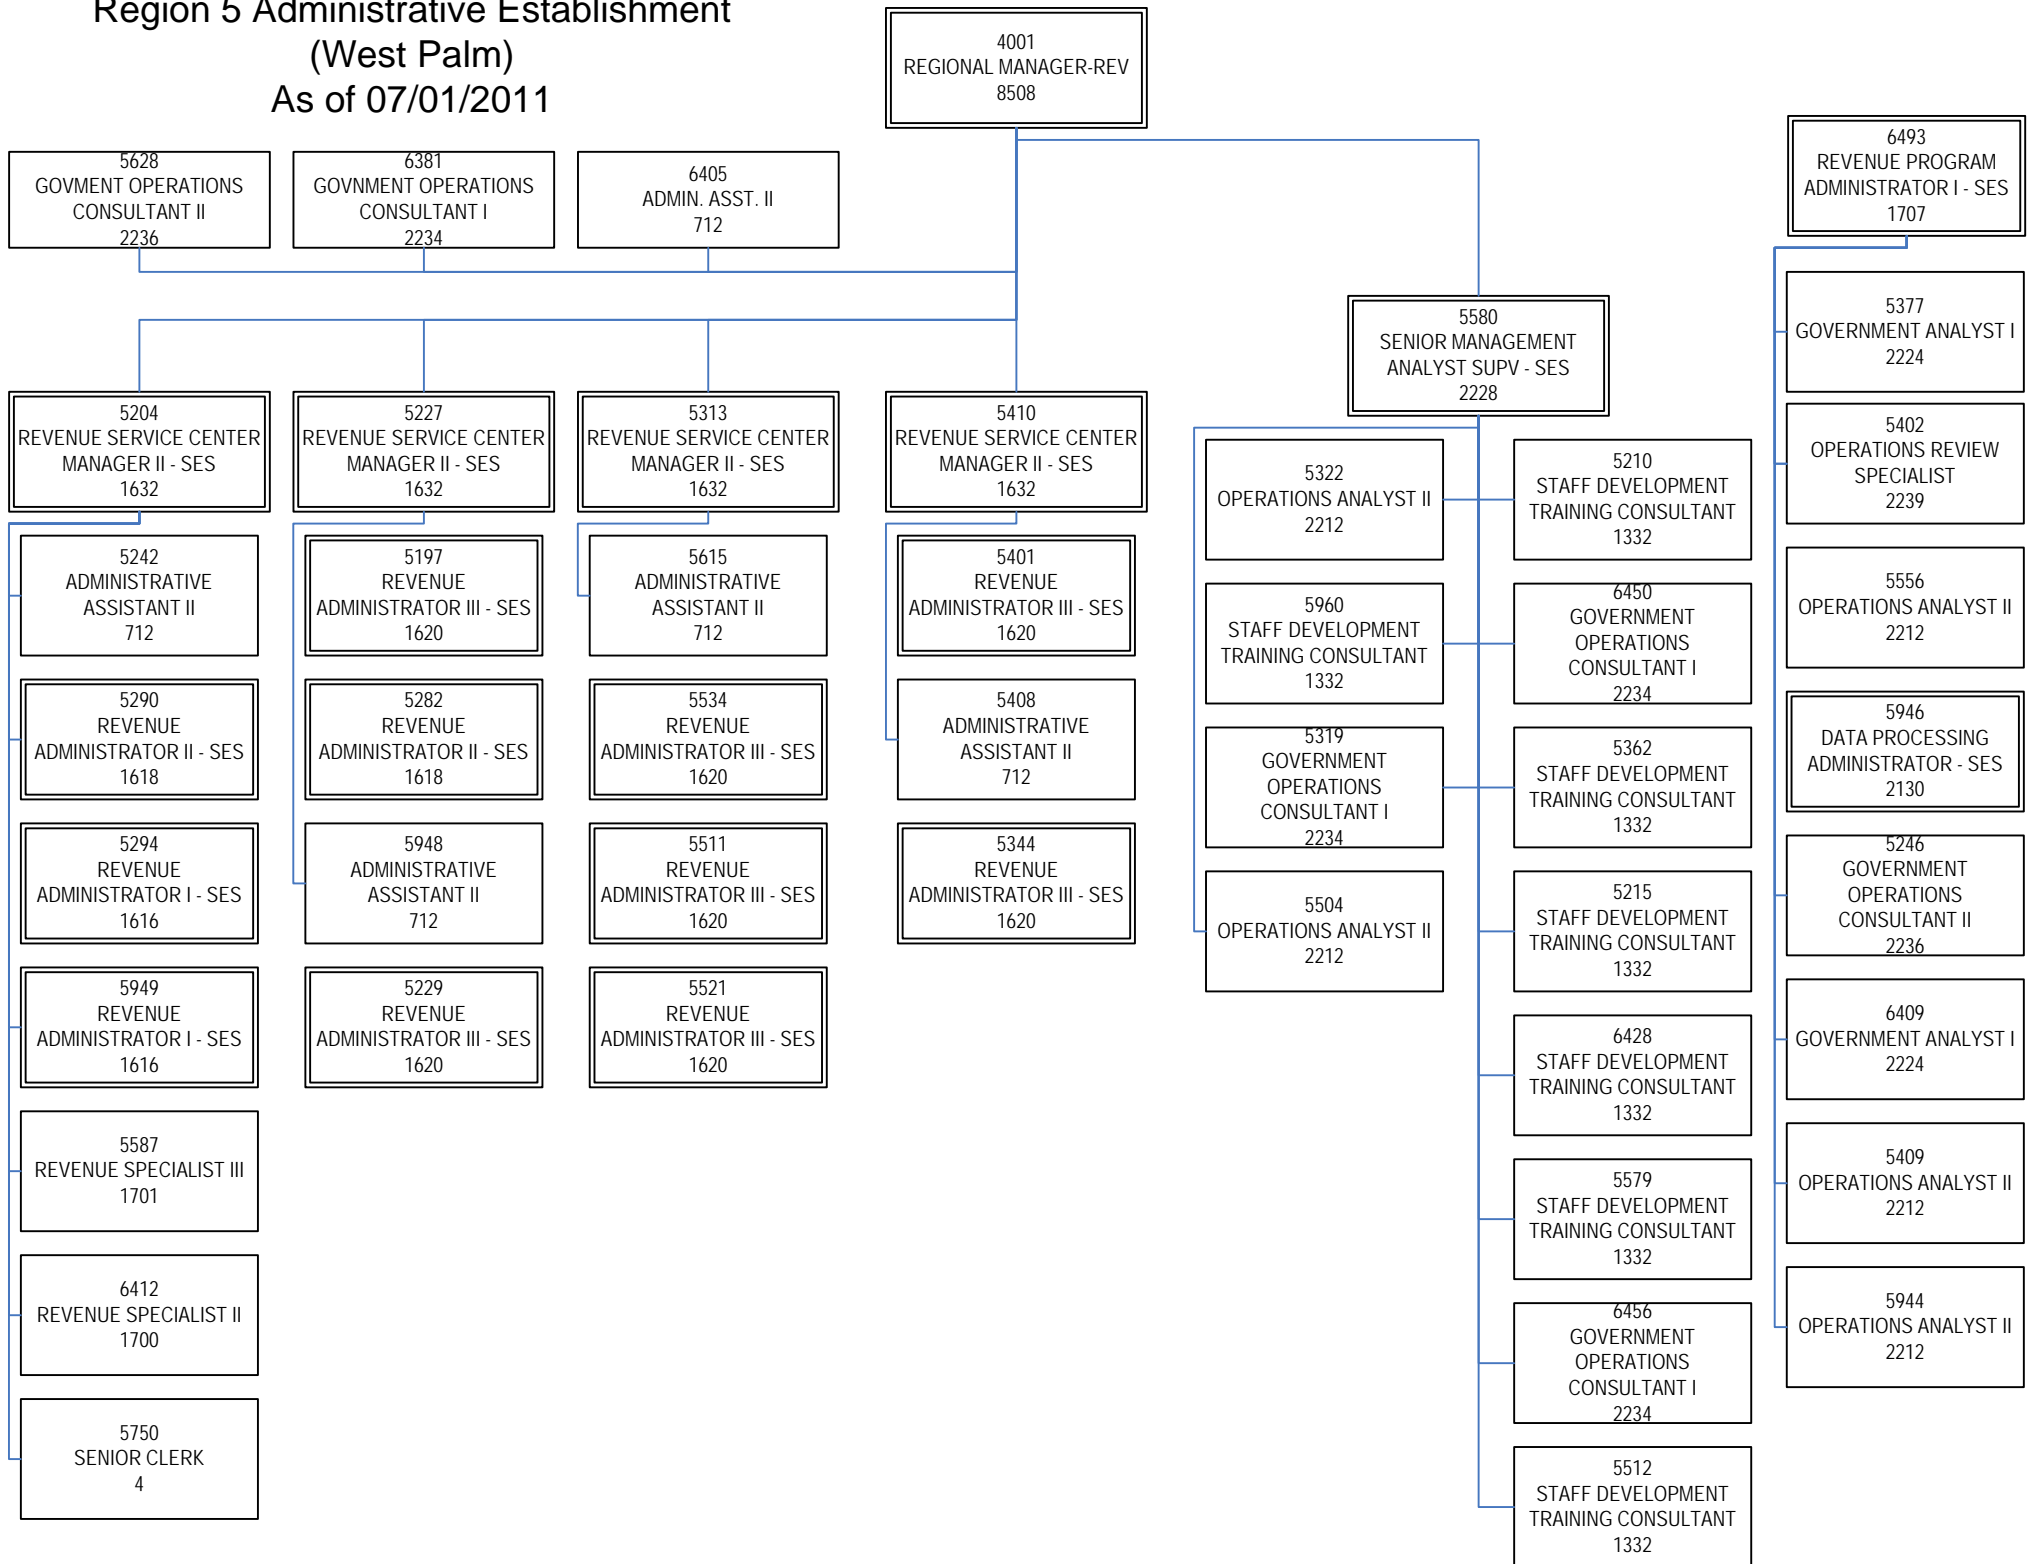 Region 5 Administrative Establishment
(West Palm)
As of 07/01/2011
4001
REGIONAL MANAGER-REV
8508
5628
GOVMENT OPERATIONS
CONSULTANT II
2236
6381
GOVNMENT OPERATIONS
CONSULTANT I
2234
6405
ADMIN. ASST. II
712
6493
REVENUE PROGRAM
ADMINISTRATOR I - SES
1707
5580
SENIOR MANAGEMENT
ANALYST SUPV - SES
2228
5204
REVENUE SERVICE CENTER
MANAGER II - SES
1632
5227
REVENUE SERVICE CENTER
MANAGER II - SES
1632
5313
REVENUE SERVICE CENTER
MANAGER II - SES
1632
5410
REVENUE SERVICE CENTER
MANAGER II - SES
1632
5242
ADMINISTRATIVE
ASSISTANT II
712
5290
REVENUE
ADMINISTRATOR II - SES
1618
5294
REVENUE
ADMINISTRATOR I - SES
1616
5949
REVENUE
ADMINISTRATOR I - SES
1616
5587
REVENUE SPECIALIST III
1701
6412
REVENUE SPECIALIST II
1700
5750
SENIOR CLERK
4
5197
REVENUE
ADMINISTRATOR III - SES
1620
5282
REVENUE
ADMINISTRATOR II - SES
1618
5948
ADMINISTRATIVE
ASSISTANT II
712
5229
REVENUE
ADMINISTRATOR III - SES
1620
5615
ADMINISTRATIVE
ASSISTANT II
712
5534
REVENUE
ADMINISTRATOR III - SES
1620
5511
REVENUE
ADMINISTRATOR III - SES
1620
5521
REVENUE
ADMINISTRATOR III - SES
1620
5401
REVENUE
ADMINISTRATOR III - SES
1620
5408
ADMINISTRATIVE
ASSISTANT II
712
5344
REVENUE
ADMINISTRATOR III - SES
1620
5322
OPERATIONS ANALYST II
2212
5960
STAFF DEVELOPMENT
TRAINING CONSULTANT
1332
5319
GOVERNMENT
OPERATIONS
CONSULTANT I
2234
5504
OPERATIONS ANALYST II
2212
5210
STAFF DEVELOPMENT
TRAINING CONSULTANT
1332
6450
GOVERNMENT
OPERATIONS
CONSULTANT I
2234
5362
STAFF DEVELOPMENT
TRAINING CONSULTANT
1332
5215
STAFF DEVELOPMENT
TRAINING CONSULTANT
1332
6428
STAFF DEVELOPMENT
TRAINING CONSULTANT
1332
5579
STAFF DEVELOPMENT
TRAINING CONSULTANT
1332
6456
GOVERNMENT
OPERATIONS
CONSULTANT I
2234
5512
STAFF DEVELOPMENT
TRAINING CONSULTANT
1332
5377
GOVERNMENT ANALYST I
2224
5402
OPERATIONS REVIEW
SPECIALIST
2239
5556
OPERATIONS ANALYST II
2212
5946
DATA PROCESSING
ADMINISTRATOR - SES
2130
5246
GOVERNMENT
OPERATIONS
CONSULTANT II
2236
6409
GOVERNMENT ANALYST I
2224
5409
OPERATIONS ANALYST II
2212
5944
OPERATIONS ANALYST II
2212